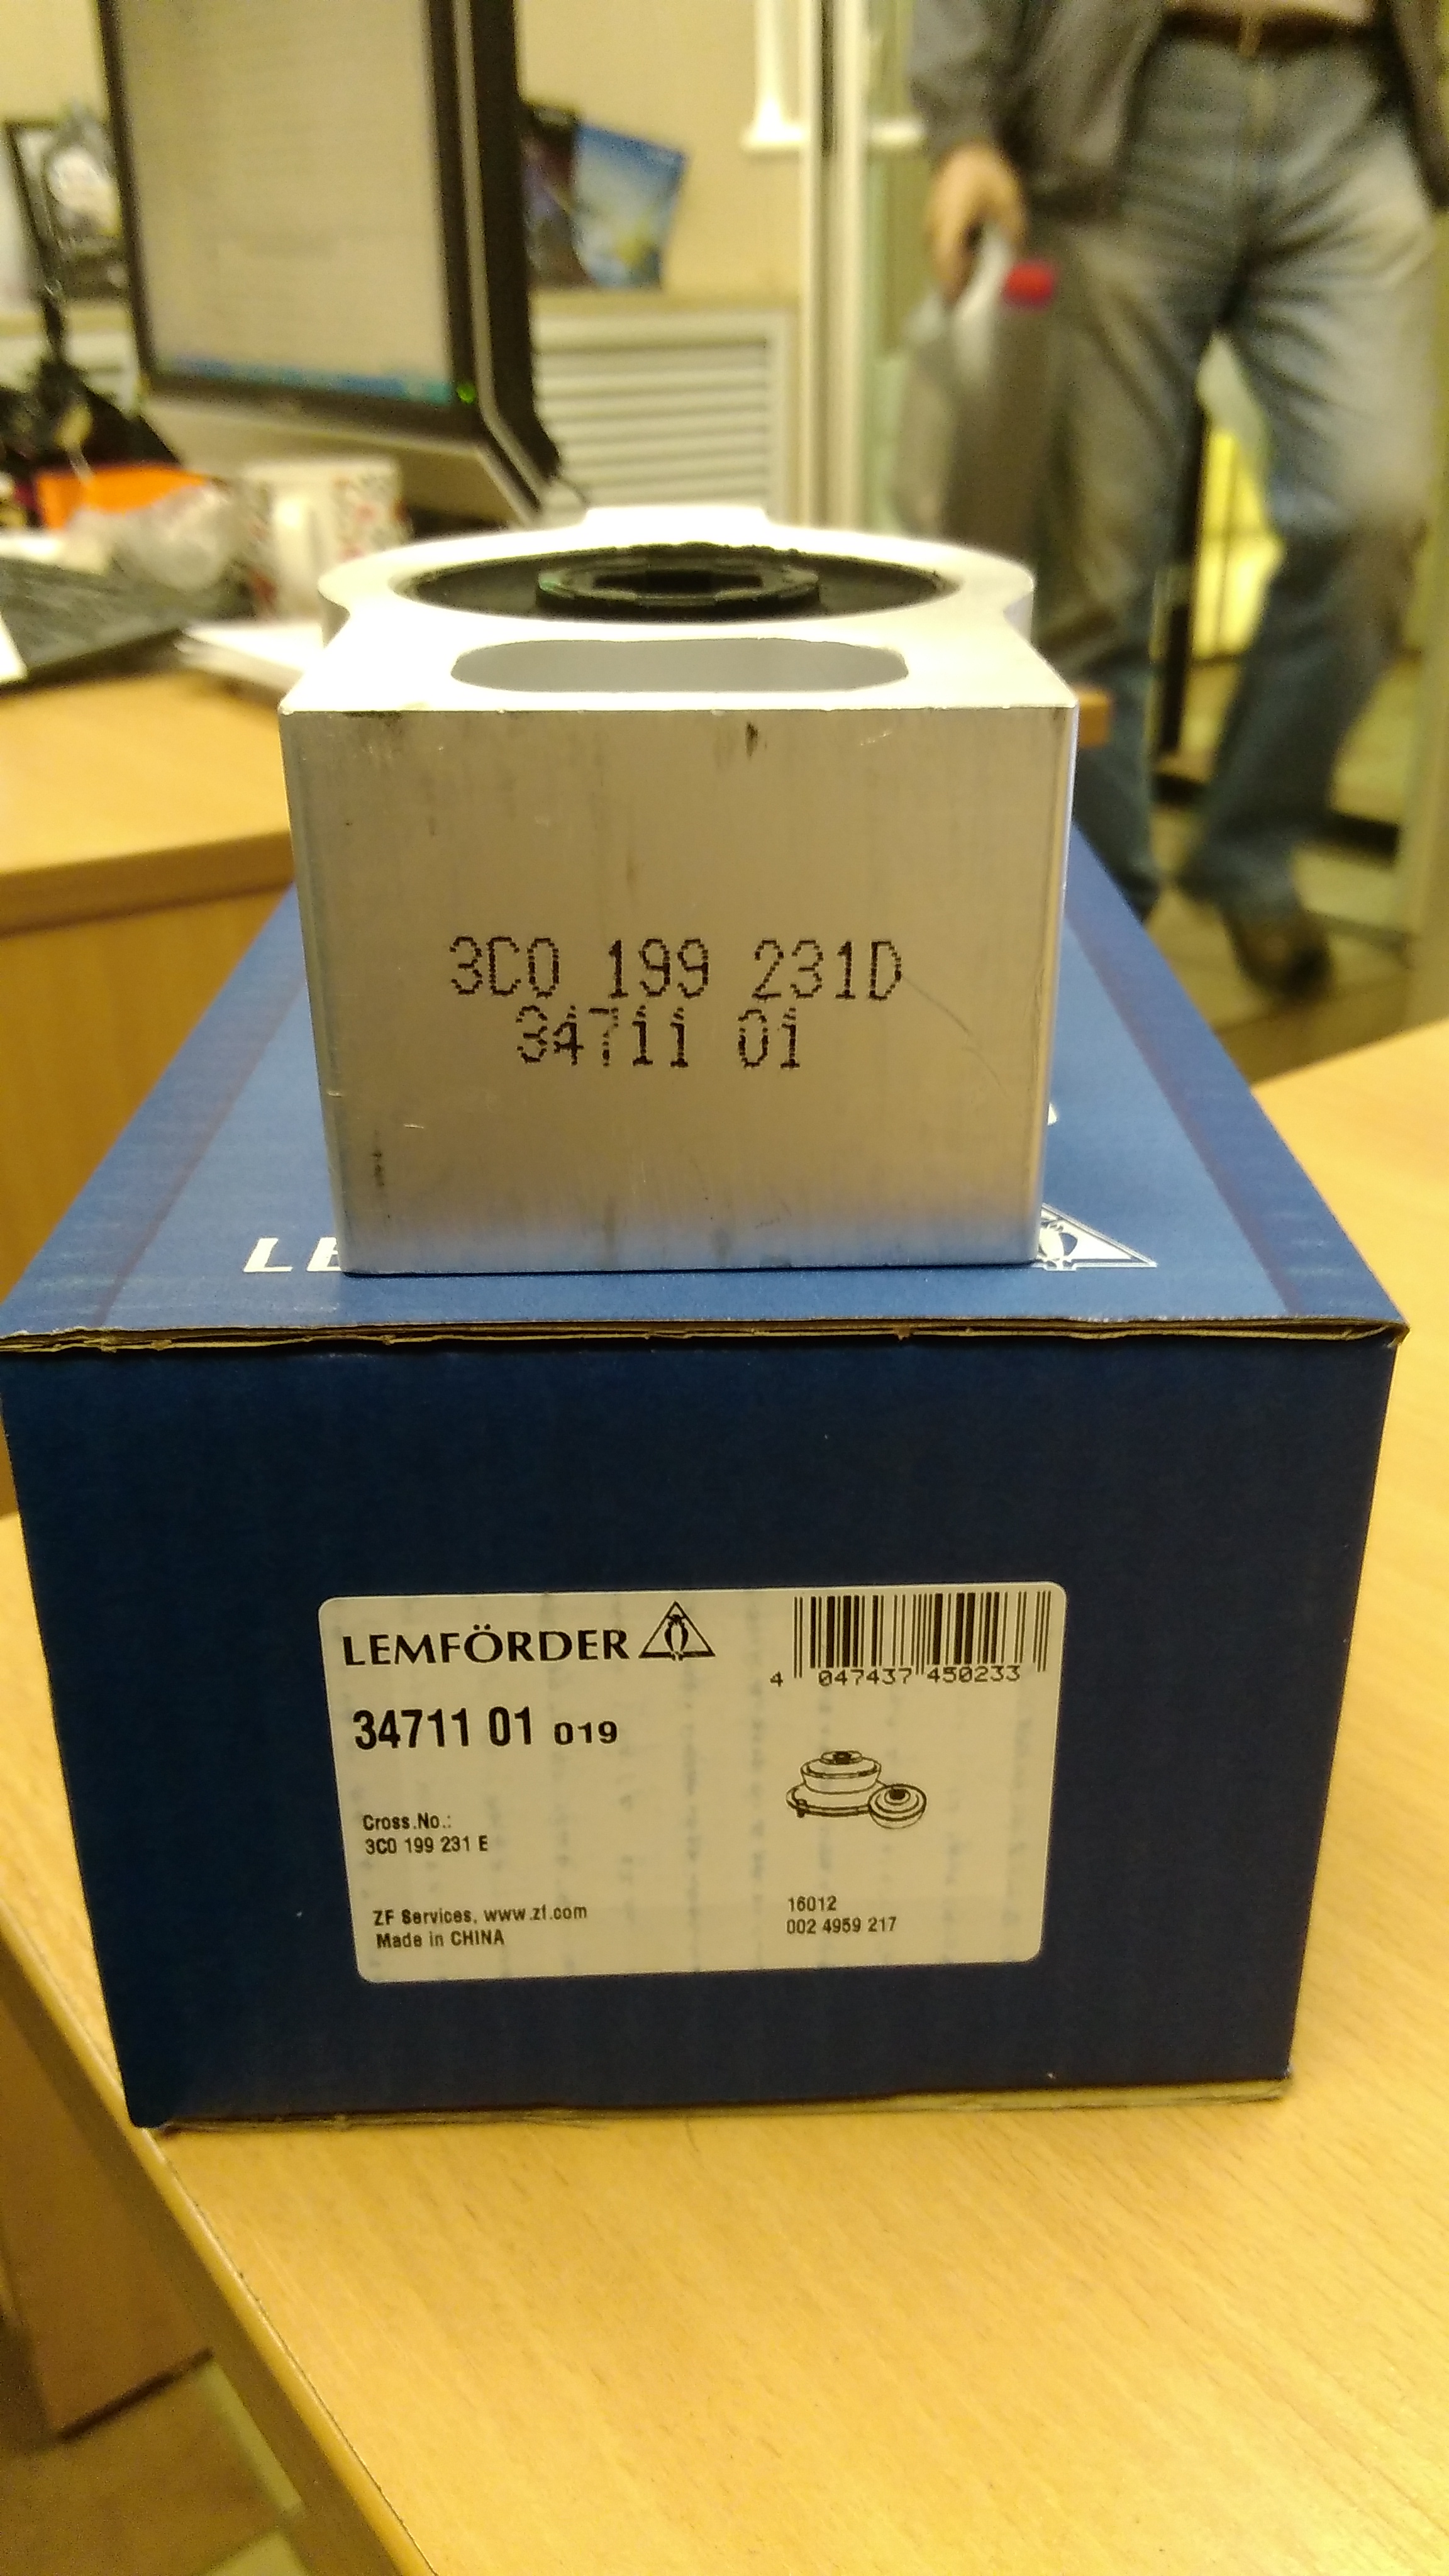 3C0 199 231D
34711 01
LE
LEMFÖRDER
4 047437 450233
34711 01 019
Cross.No.:
3C0 199 231 E
ZF Services, www.zf.com
Made in CHINA
16012
002 4959 217